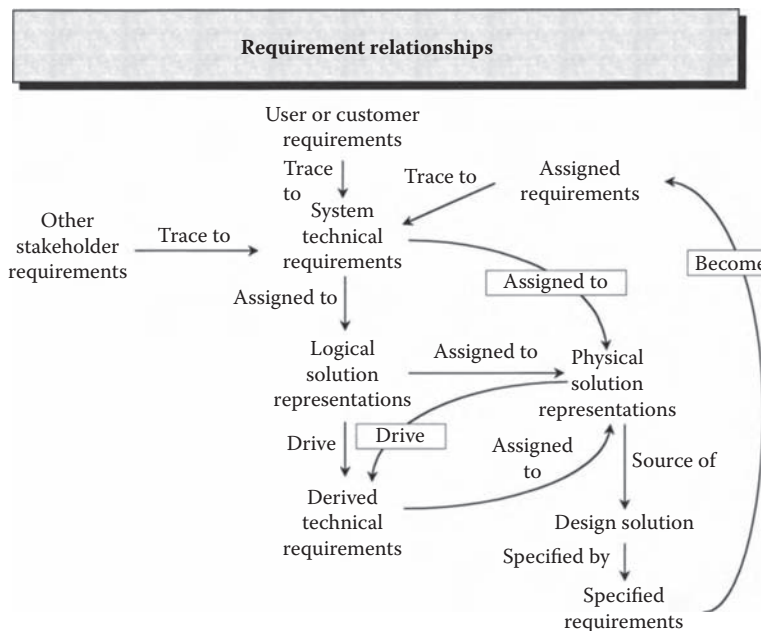 Requirement relationships
User or customer
requirements
Trace
to
Trace to
Assigned
requirements
Other
stakeholder
requirements
Trace to
System
technical
requirements
Become
Assigned to
Assigned to
Logical
solution
representations
Assigned to
Physical
solution
representations
Drive
Drive
Assigned
to
Source of
Derived
technical
requirements
Design solution
Specified by
Specified
requirements